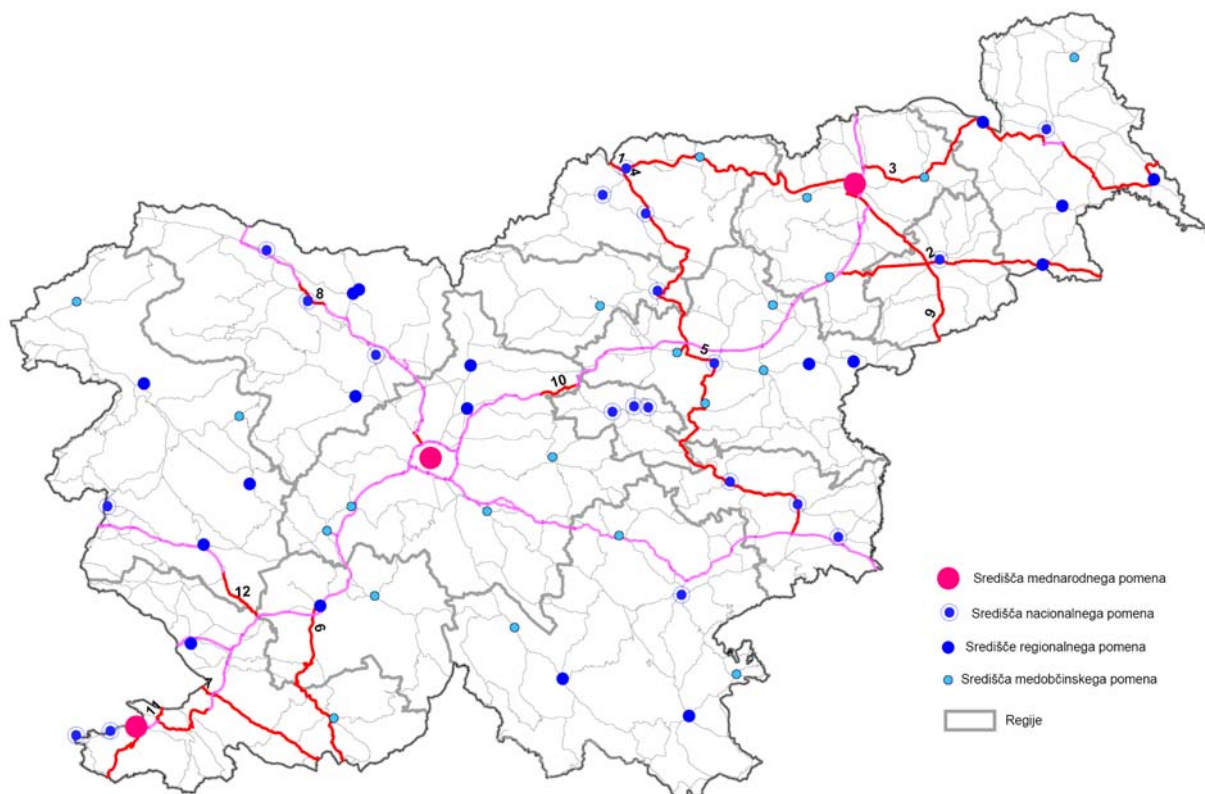 1
4
3
2
8
9
5
10
12
6
7
11
Središča mednarodnega pomena
Središča nacionalnega pomena
Središče regionalnega pomena
Središča medobčinskega pomena
Regije